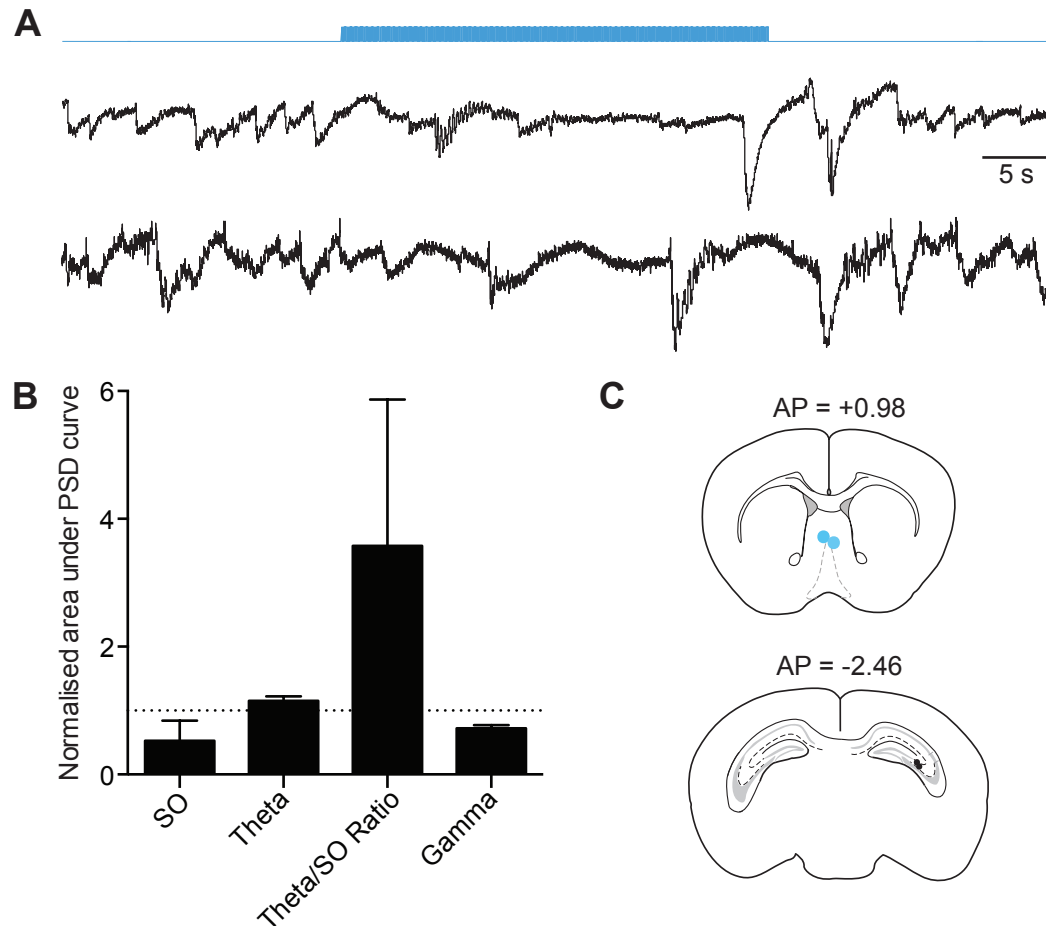 A
5 s
B
Normalised area under PSD curve
6
4
2
0
SO
Theta
Theta/SO Ratio
Gamma
C
AP = +0.98
AP = -2.46